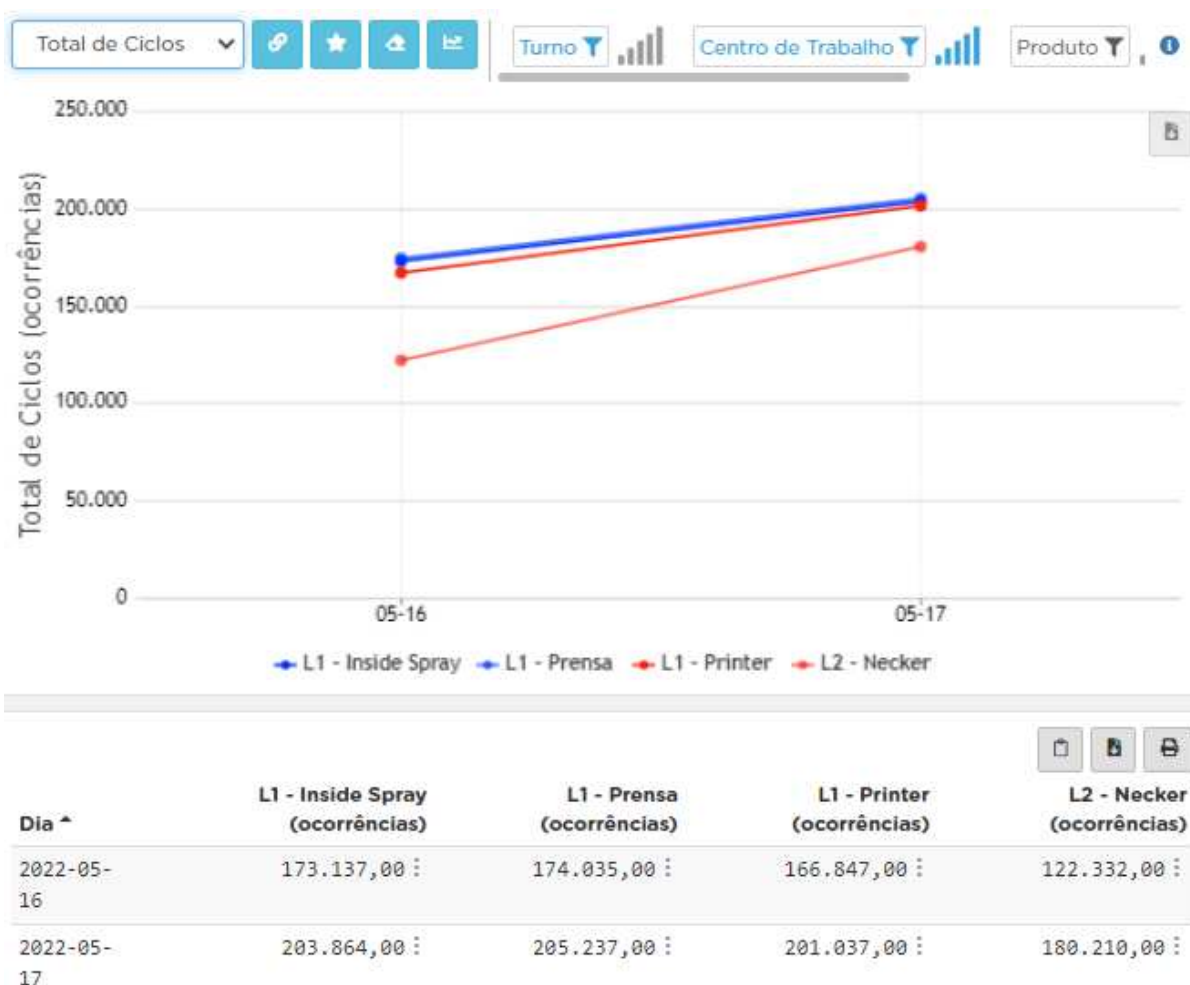 Total de Ciclos
Turno
Centro de Trabalho
Produto
Total de Ciclos (ocorrências)
250.000
200.000
150.000
100.000
50.000
0
05-16
05-17
L1 - Inside Spray
L1 - Prensa
L1 - Printer
L2 - Necker
Dia
L1 - Inside Spray
(ocorrências)
L1 - Prensa
(ocorrências)
L1 - Printer
(ocorrências)
L2 - Necker
(ocorrências)
2022-05-
16
173.137,00
174.035,00
166.847,00
122.332,00
2022-05-
17
203.864,00
205.237,00
201.037,00
180.210,00